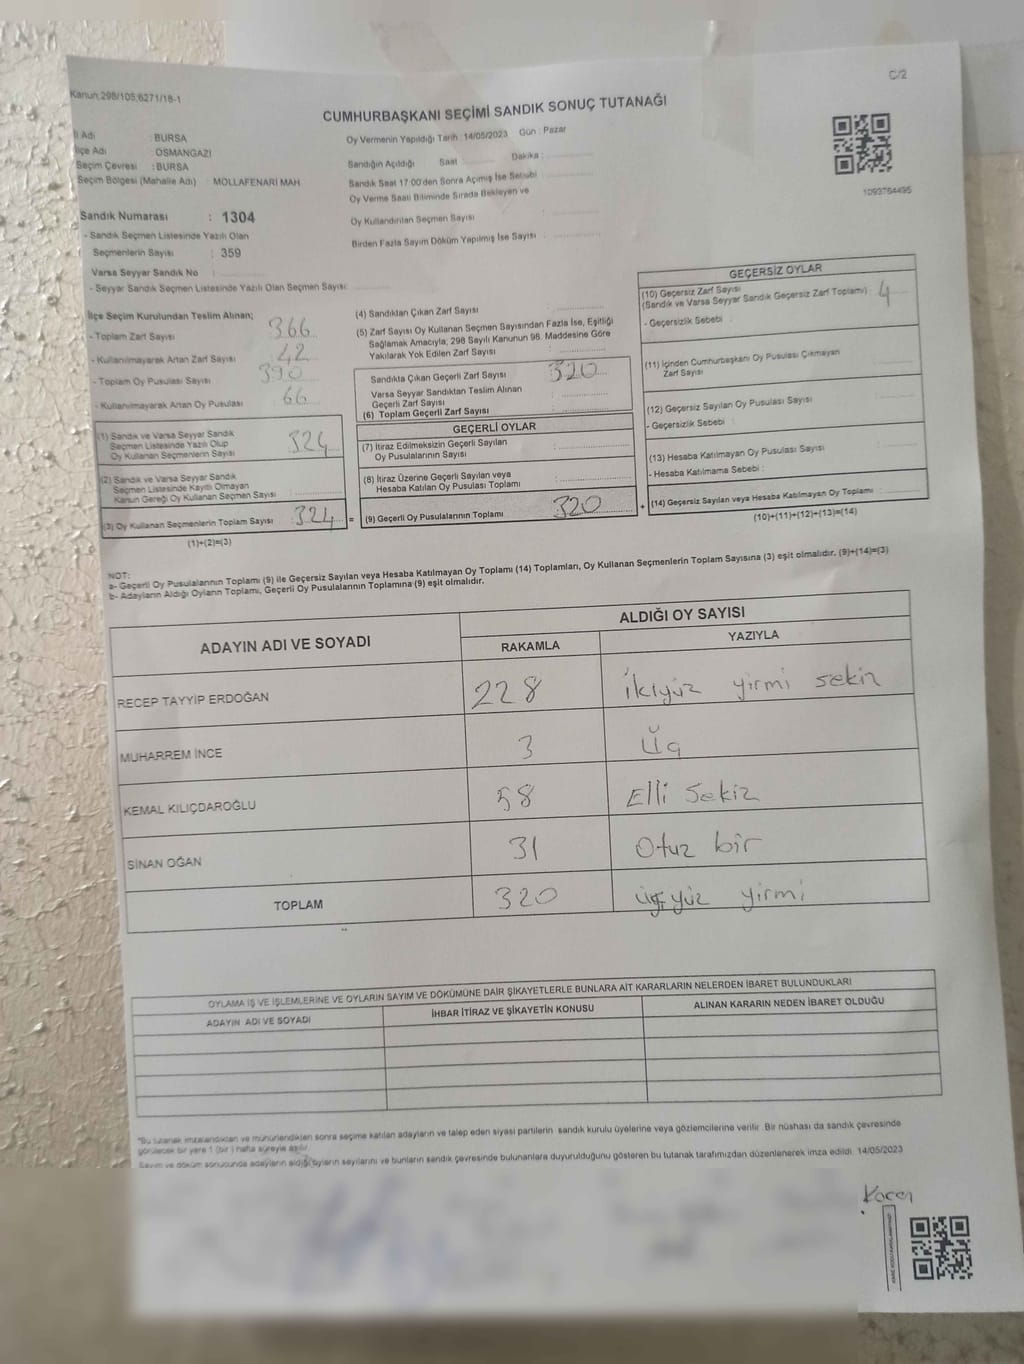 C/2
Kanun;298/105;6271/18-1
CUMHURBAŞKANI SEÇİMİ SANDIK SONUÇ TUTANAĞI
İl Adı : BURSA
İlçe Adı : OSMANGAZİ
Seçim Çevresi : BURSA
Seçim Bölgesi (Mahalle Adı) : MOLLAFENARİ MAH.
Oy Vermenin Yapıldığı Tarih : 14/05/2023 Gün : Pazar
Sandığın Açıldığı Saat : Dakika :
Sandık Saat 17:00'den Sonra Açımış İse Sebebi :
Oy Verme Saati Bitiminde Sırada Bekleyen ve
Oy Kullandırılan Seçmen Sayısı :
Birden Fazla Sayım Döküm Yapılmış İse Sayısı :
1093764495
Sandık Numarası : 1304
- Sandık Seçmen Listesinde Yazılı Olan
Seçmenlerin Sayısı : 359
Varsa Seyyar Sandık No :
- Seyyar Sandık Seçmen Listesinde Yazılı Olan Seçmen Sayısı:
İlçe Seçim Kurulundan Teslim Alınan;
- Toplam Zarf Sayısı : 366
- Kullanılmayarak Artan Zarf Sayısı : 42
- Toplam Oy Pusulası Sayısı : 390
- Kullanılmayarak Artan Oy Pusulası : 66
(1) Sandık ve Varsa Seyyar Sandık
Seçmen Listesinde Yazılı Olup
Oy Kullanan Seçmenlerin Sayısı : 324
(2) Sandık ve Varsa Seyyar Sandık
Seçmen Listesinde Kayıtlı Olmayan
Kanun Gereği Oy Kullanan Seçmen Sayısı :
(3) Oy Kullanan Seçmenlerin Toplam Sayısı : 324 =
(1)+(2)=(3)
(4) Sandıktan Çıkan Zarf Sayısı :
(5) Zarf Sayısı Oy Kullanan Seçmen Sayısından Fazla İse, Eşitliği
Sağlamak Amacıyla; 298 Sayılı Kanunun 98. Maddesine Göre
Yakılarak Yok Edilen Zarf Sayısı :
Sandıkta Çıkan Geçerli Zarf Sayısı : 320
Varsa Seyyar Sandıktan Teslim Alınan
Geçerli Zarf Sayısı :
(6) Toplam Geçerli Zarf Sayısı :
GEÇERLİ OYLAR
(7) İtiraz Edilmeksizin Geçerli Sayılan
Oy Pusulalarının Sayısı :
(8) İtiraz Üzerine Geçerli Sayılan veya
Hesaba Katılan Oy Pusulası Toplamı :
(9) Geçerli Oy Pusulalarının Toplamı : 320 +
GEÇERSİZ OYLAR
(10) Geçersiz Zarf Sayısı
(Sandık ve Varsa Seyyar Sandık Geçersiz Zarf Toplamı) : 4
- Geçersizlik Sebebi :
(11) İçinden Cumhurbaşkanı Oy Pusulası Çıkmayan
Zarf Sayısı :
(12) Geçersiz Sayılan Oy Pusulası Sayısı :
- Geçersizlik Sebebi :
(13) Hesaba Katılmayan Oy Pusulası Sayısı :
- Hesaba Katılmama Sebebi :
(14) Geçersiz Sayılan veya Hesaba Katılmayan Oy Toplamı :
(10)+(11)+(12)+(13)=(14)
NOT:
a- Geçerli Oy Pusulalarının Toplamı (9) ile Geçersiz Sayılan veya Hesaba Katılmayan Oy Toplamı (14) Toplamları, Oy Kullanan Seçmenlerin Toplam Sayısına (3) eşit olmalıdır. (9)+(14)=(3)
b- Adayların Aldığı Oyların Toplamı, Geçerli Oy Pusulalarının Toplamına (9) eşit olmalıdır.
ADAYIN ADI VE SOYADI
ALDIĞI OY SAYISI
RAKAMLA YAZIYLA
RECEP TAYYİP ERDOĞAN 228 ikiyüz yirmi sekiz
MUHARREM İNCE 3 Üç
KEMAL KILIÇDAROĞLU 58 Elli Sekiz
SİNAN OĞAN 31 Otuz bir
TOPLAM 320 üçyüz yirmi
OYLAMA İŞ VE İŞLEMLERİNE VE OYLARIN SAYIM VE DÖKÜMÜNE DAİR ŞİKAYETLERLE BUNLARA AİT KARARLARIN NELERDEN İBARET BULUNDUKLARI
ADAYIN ADI VE SOYADI İHBAR İTİRAZ VE ŞİKAYETİN KONUSU ALINAN KARARIN NEDEN İBARET OLDUĞU
*Bu tutanak imzalandıktan ve mühürlendikten sonra seçime katılan adayların ve talep eden siyasi partilerin sandık kurulu üyelerine veya gözlemcilerine verilir. Bir nüshası da sandık çevresinde
görülecek bir yere 1 (bir) hafta süreyle asılır.
Sayım ve döküm sonucunda adayların aldığı oyların sayılarını ve bunların sandık çevresinde bulunanlara duyurulduğunu gösteren bu tutanak tarafımızdan düzenlenerek imza edildi. 14/05/2023